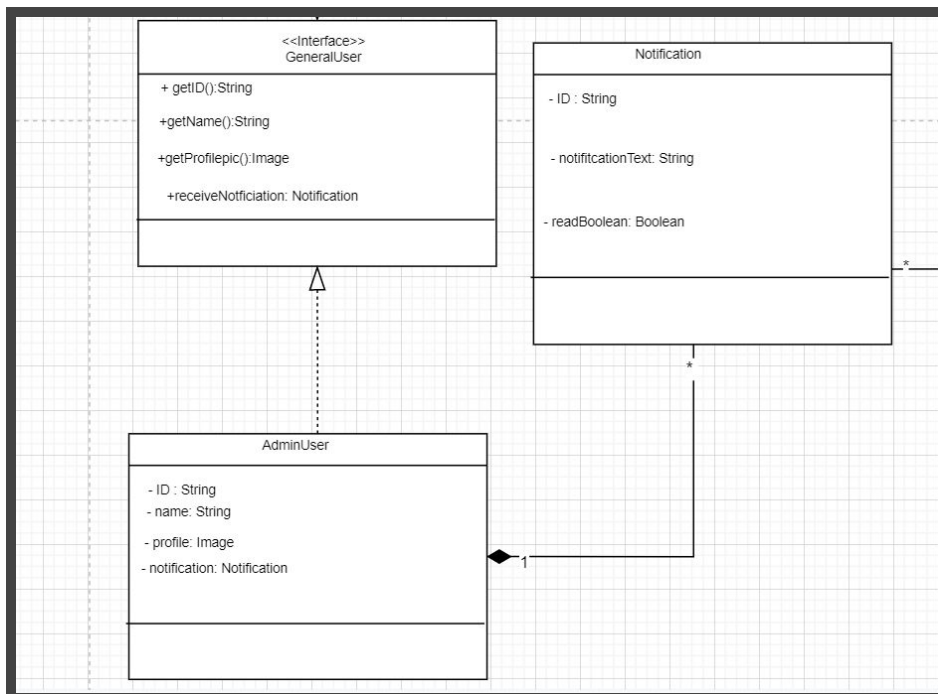 <<Interface>>
GeneralUser
+ getID():String
+getName():String
+getProfilepic():Image
+receiveNotficiation: Notification
Notification
- ID : String
- notifitcationText: String
- readBoolean: Boolean
*
*
AdminUser
- ID : String
- name: String
- profile: Image
- notification: Notification
1